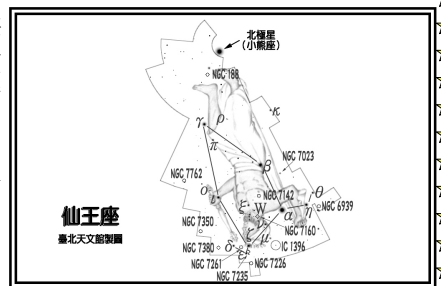 北極星
(小熊座)
NGC 188
κ
γ
ρ
π
β
NGC 7023
NGC 7762
ο
ι
ξ
NGC 7142
W
ν
α
θ
η
NGC 6939
仙王座
臺北天文館製圖
NGC 7350
NGC 7160
NGC 7380
δ
ζ
μ
IC 1396
ε
NGC 7261
NGC 7226
NGC 7235